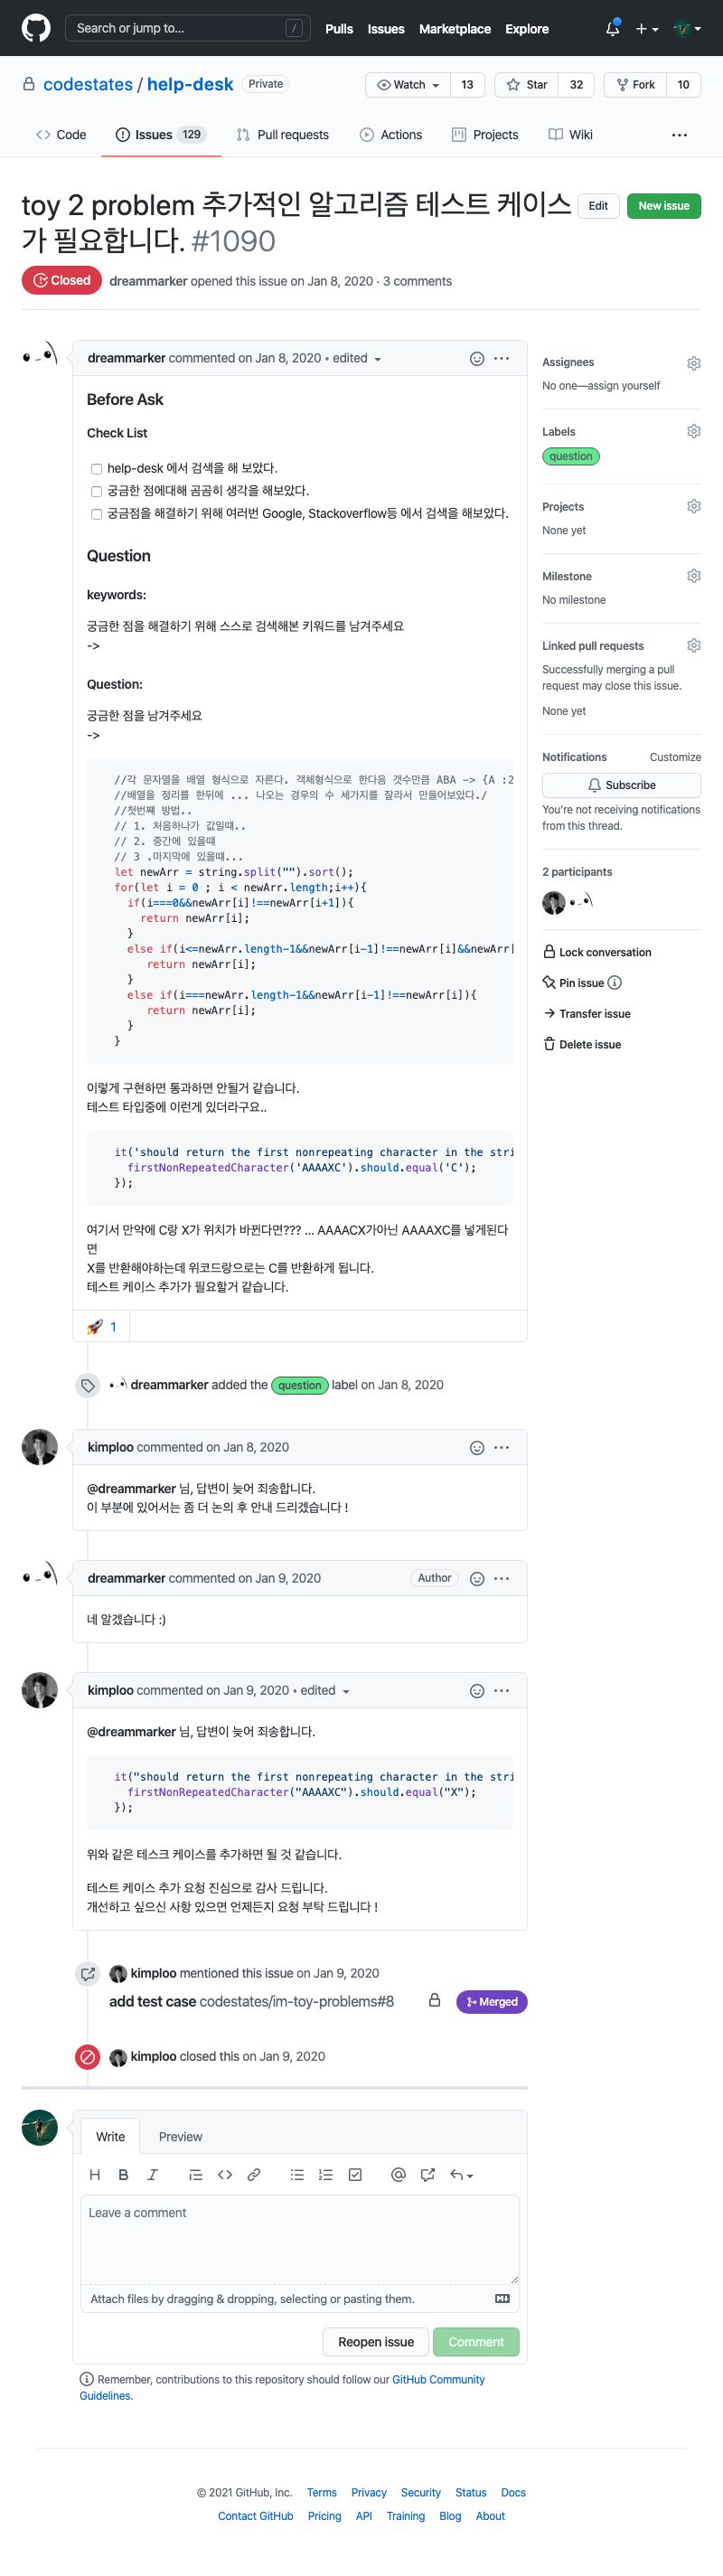 Search or jump to... /
Pulls Issues Marketplace Explore
codestates / help-desk Private
Watch 13 Star 32 Fork 10
Code Issues 129 Pull requests Actions Projects Wiki
toy 2 problem 추가적인 알고리즘 테스트 케이스
가 필요합니다. #1090
Edit New issue
Closed dreammarker opened this issue on Jan 8, 2020 · 3 comments
dreammarker commented on Jan 8, 2020 • edited
Before Ask
Check List
help-desk 에서 검색을 해 보았다.
궁금한 점에대해 곰곰히 생각을 해보았다.
궁금점을 해결하기 위해 여러번 Google, Stackoverflow등 에서 검색을 해보았다.
Question
keywords:
궁금한 점을 해결하기 위해 스스로 검색해본 키워드를 남겨주세요
->
Question:
궁금한 점을 남겨주세요
->
//각 문자열을 배열 형식으로 자른다. 객체형식으로 한다음 갯수만큼 ABA -> {A :2
//배열을 정리를 한뒤에 ... 나오는 경우의 수 세가지를 잘라서 만들어보았다./
//첫번째 방법..
// 1. 처음하나가 값일떄..
// 2. 중간에 있을떄
// 3 .마지막에 있을떄...
let newArr = string.split("").sort();
for(let i = 0 ; i < newArr.length;i++){
if(i===0&&newArr[i]!==newArr[i+1]){
return newArr[i];
}
else if(i<=newArr.length-1&&newArr[i-1]!==newArr[i]&&newArr[
return newArr[i];
}
else if(i===newArr.length-1&&newArr[i-1]!==newArr[i]){
return newArr[i];
}
}
이렇게 구현하면 통과하면 안될거 같습니다.
테스트 타입중에 이런게 있더라구요..
it('should return the first nonrepeating character in the stri
firstNonRepeatedCharacter('AAAAXC').should.equal('C');
});
여기서 만약에 C랑 X가 위치가 바뀐다면??? ... AAAACX가아닌 AAAAXC를 넣게된다
면
X를 반환해야하는데 위코드랑으로는 C를 반환하게 됩니다.
테스트 케이스 추가가 필요할거 같습니다.
1
dreammarker added the question label on Jan 8, 2020
kimploo commented on Jan 8, 2020
@dreammarker 님, 답변이 늦어 죄송합니다.
이 부분에 있어서는 좀 더 논의 후 안내 드리겠습니다 !
dreammarker commented on Jan 9, 2020 Author
네 알겠습니다 :)
kimploo commented on Jan 9, 2020 • edited
@dreammarker 님, 답변이 늦어 죄송합니다.
it("should return the first nonrepeating character in the stri
firstNonRepeatedCharacter("AAAAXC").should.equal("X");
});
위와 같은 테스크 케이스를 추가하면 될 것 같습니다.
테스트 케이스 추가 요청 진심으로 감사 드립니다.
개선하고 싶으신 사항 있으면 언제든지 요청 부탁 드립니다 !
kimploo mentioned this issue on Jan 9, 2020
add test case codestates/im-toy-problems#8 Merged
kimploo closed this on Jan 9, 2020
Write Preview
Leave a comment
Attach files by dragging & dropping, selecting or pasting them.
Reopen issue Comment
Remember, contributions to this repository should follow our GitHub Community
Guidelines.
Assignees
No one—assign yourself
Labels
question
Projects
None yet
Milestone
No milestone
Linked pull requests
Successfully merging a pull
request may close this issue.
None yet
Notifications Customize
Subscribe
You're not receiving notifications
from this thread.
2 participants
Lock conversation
Pin issue
Transfer issue
Delete issue
© 2021 GitHub, Inc. Terms Privacy Security Status Docs
Contact GitHub Pricing API Training Blog About